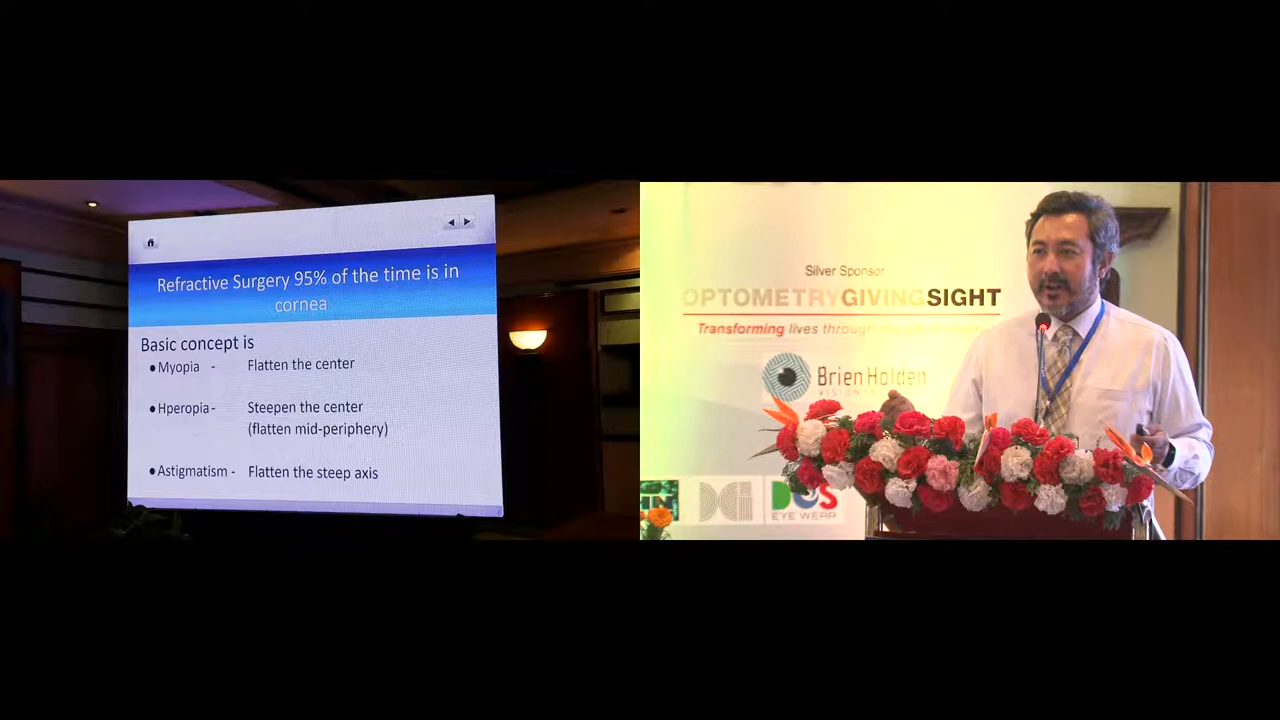 Refractive Surgery 95% of the time is in
cornea
Basic concept is
●Myopia - Flatten the center
Hperopia- Steepen the center
(flatten mid-periphery)
●Astigmatism - Flatten the steep axis
Silver Sponsor
OPTOMETRYGIVINGSIGHT
Transforming lives through
Brien Holden
VISION
EYE WEAR